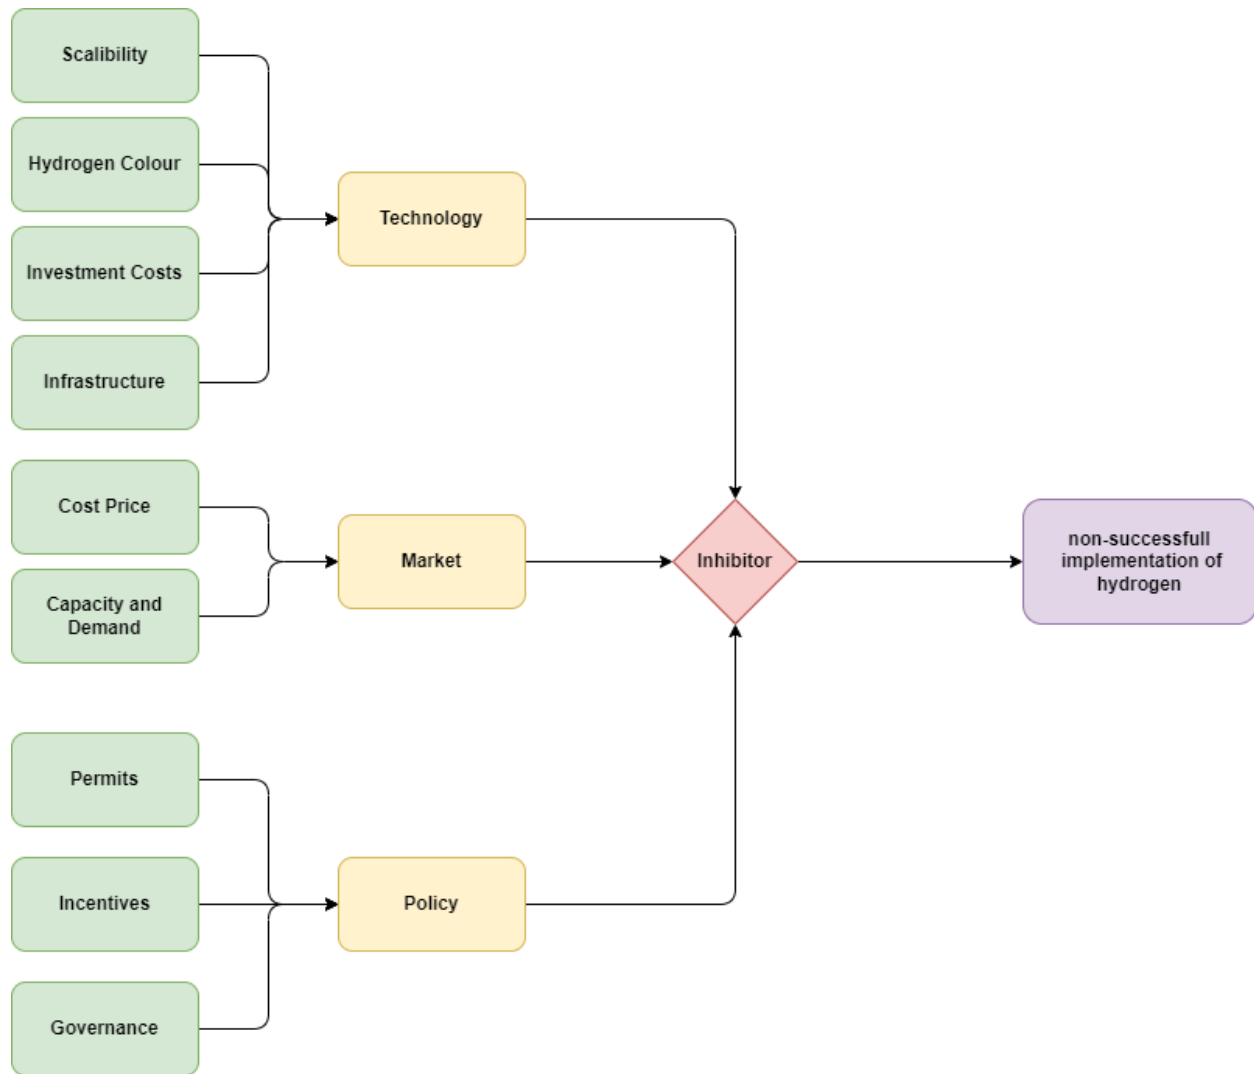 Scalibility
Hydrogen Colour
Investment Costs
Infrastructure
Technology
Cost Price
Capacity and
Demand
Market
Permits
Incentives
Governance
Policy
Inhibitor
non-successfull
implementation of
hydrogen